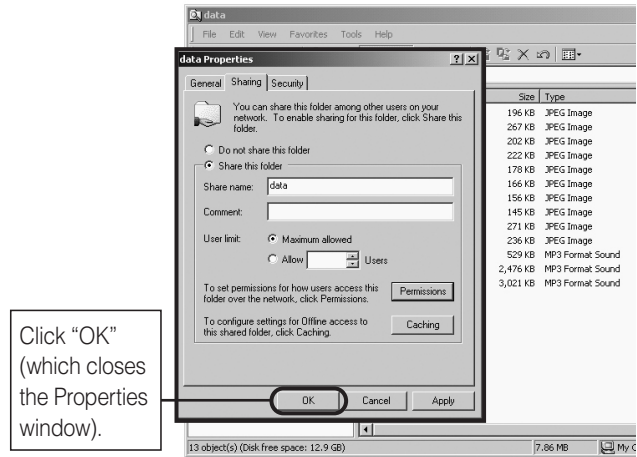 data
File Edit View Favorites Tools Help
data Properties
General Sharing Security
You can share this folder among other users on your
network. To enable sharing for this folder, click Share this
folder.
Do not share this folder
Share this folder
Share name: data
Comment:
User limit: Maximum allowed
Allow Users
To set permissions for how users access this
folder over the network, click Permissions.
Permissions
To configure settings for Offline access to
this shared folder, click Caching.
Caching
OK Cancel Apply
Size Type
196 KB JPEG Image
267 KB JPEG Image
202 KB JPEG Image
222 KB JPEG Image
178 KB JPEG Image
166 KB JPEG Image
156 KB JPEG Image
145 KB JPEG Image
271 KB JPEG Image
236 KB JPEG Image
529 KB MP3 Format Sound
2,476 KB MP3 Format Sound
3,021 KB MP3 Format Sound
13 object(s) (Disk free space: 12.9 GB) 7.86 MB My
Click “OK”
(which closes
the Properties
window).